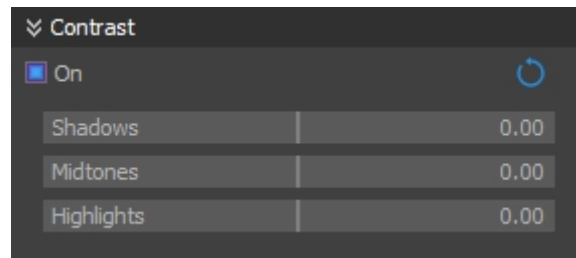 Contrast
On
Shadows 0.00
Midtones 0.00
Highlights 0.00